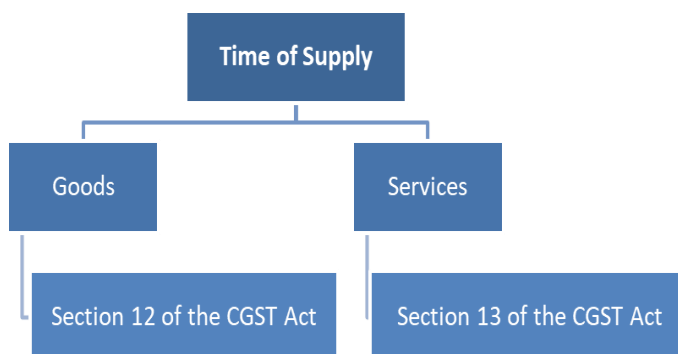 Time of Supply
Goods
Services
Section 12 of the CGST Act
Section 13 of the CGST Act